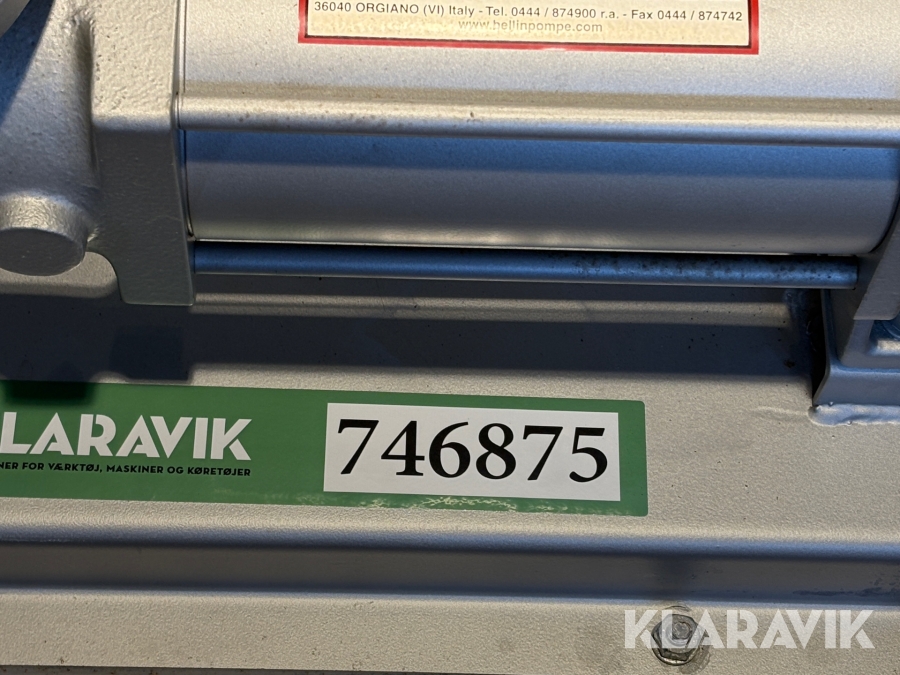 36040 ORGIANO (VI) Italy - Tel. 0444 / 874900 r.a. - Fax 0444 / 874742
www.bellinpompe.com
LARAVIK
NER FOR VÆRKTØJ, MASKINER OG KØRETØJER
746875
KLARAVIK